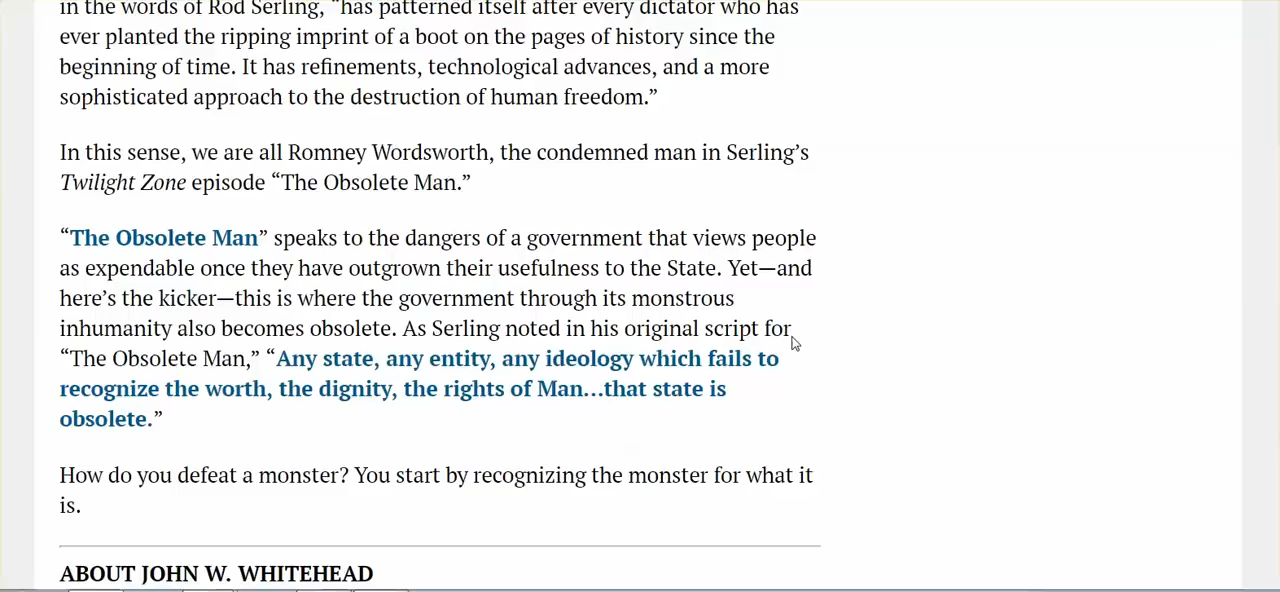 in the words of Rod Serling, “has patterned itself after every dictator who has
ever planted the ripping imprint of a boot on the pages of history since the
beginning of time. It has refinements, technological advances, and a more
sophisticated approach to the destruction of human freedom.”
In this sense, we are all Romney Wordsworth, the condemned man in Serling’s
Twilight Zone episode “The Obsolete Man.”
“The Obsolete Man” speaks to the dangers of a government that views people
as expendable once they have outgrown their usefulness to the State. Yet—and
here’s the kicker—this is where the government through its monstrous
inhumanity also becomes obsolete. As Serling noted in his original script for
“The Obsolete Man,” “Any state, any entity, any ideology which fails to
recognize the worth, the dignity, the rights of Man…that state is
obsolete.”
How do you defeat a monster? You start by recognizing the monster for what it
is.
ABOUT JOHN W. WHITEHEAD